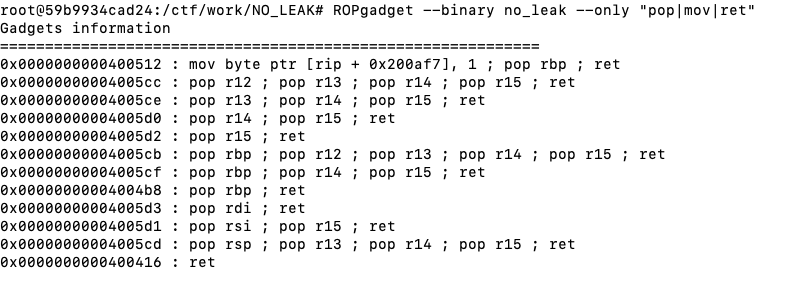 root@59b9934cad24:/ctf/work/NO_LEAK# ROPgadget --binary no_leak --only "pop|mov|ret"
Gadgets information
============================================================
0x0000000000400512 : mov byte ptr [rip + 0x200af7], 1 ; pop rbp ; ret
0x00000000004005cc : pop r12 ; pop r13 ; pop r14 ; pop r15 ; ret
0x00000000004005ce : pop r13 ; pop r14 ; pop r15 ; ret
0x00000000004005d0 : pop r14 ; pop r15 ; ret
0x00000000004005d2 : pop r15 ; ret
0x00000000004005cb : pop rbp ; pop r12 ; pop r13 ; pop r14 ; pop r15 ; ret
0x00000000004005cf : pop rbp ; pop r14 ; pop r15 ; ret
0x00000000004004b8 : pop rbp ; ret
0x00000000004005d3 : pop rdi ; ret
0x00000000004005d1 : pop rsi ; pop r15 ; ret
0x00000000004005cd : pop rsp ; pop r13 ; pop r14 ; pop r15 ; ret
0x0000000000400416 : ret